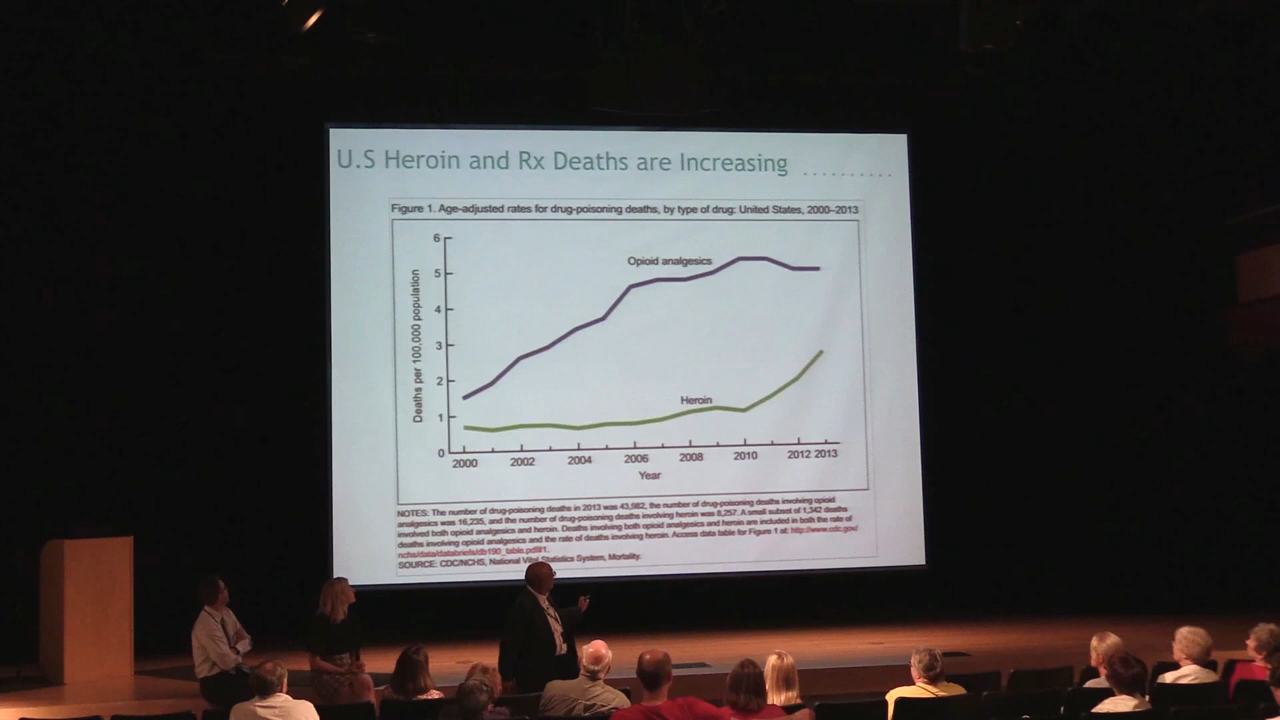 U.S Heroin and Rx Deaths are Increasing ..........
Figure 1. Age-adjusted rates for drug-poisoning deaths, by type of drug: United States, 2000–2013
6
5
4
3
2
1
0
Deaths per 100,000 population
Opioid analgesics
Heroin
2000 2002 2004 2006 2008 2010 2012 2013
Year
NOTES: The number of drug-poisoning deaths in 2013 was 43,982, the number of drug-poisoning deaths involving opioid
analgesics was 16,235, and the number of drug-poisoning deaths involving heroin was 8,257. A small subset of 1,342 deaths
involved both opioid analgesics and heroin. Deaths involving both opioid analgesics and heroin are included in both the rate of
deaths involving opioid analgesics and the rate of deaths involving heroin. Access data table for Figure 1 at: http://www.cdc.gov/
nchs/data/databriefs/db190_table.pdf#1.
SOURCE: CDC/NCHS, National Vital Statistics System, Mortality.